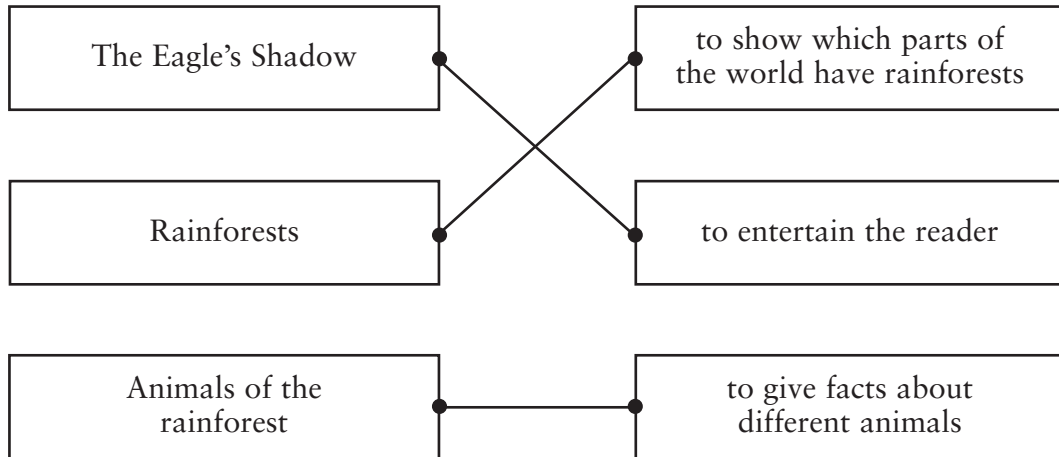 The Eagle's Shadow
to show which parts of
the world have rainforests
Rainforests
to entertain the reader
Animals of the
rainforest
to give facts about
different animals